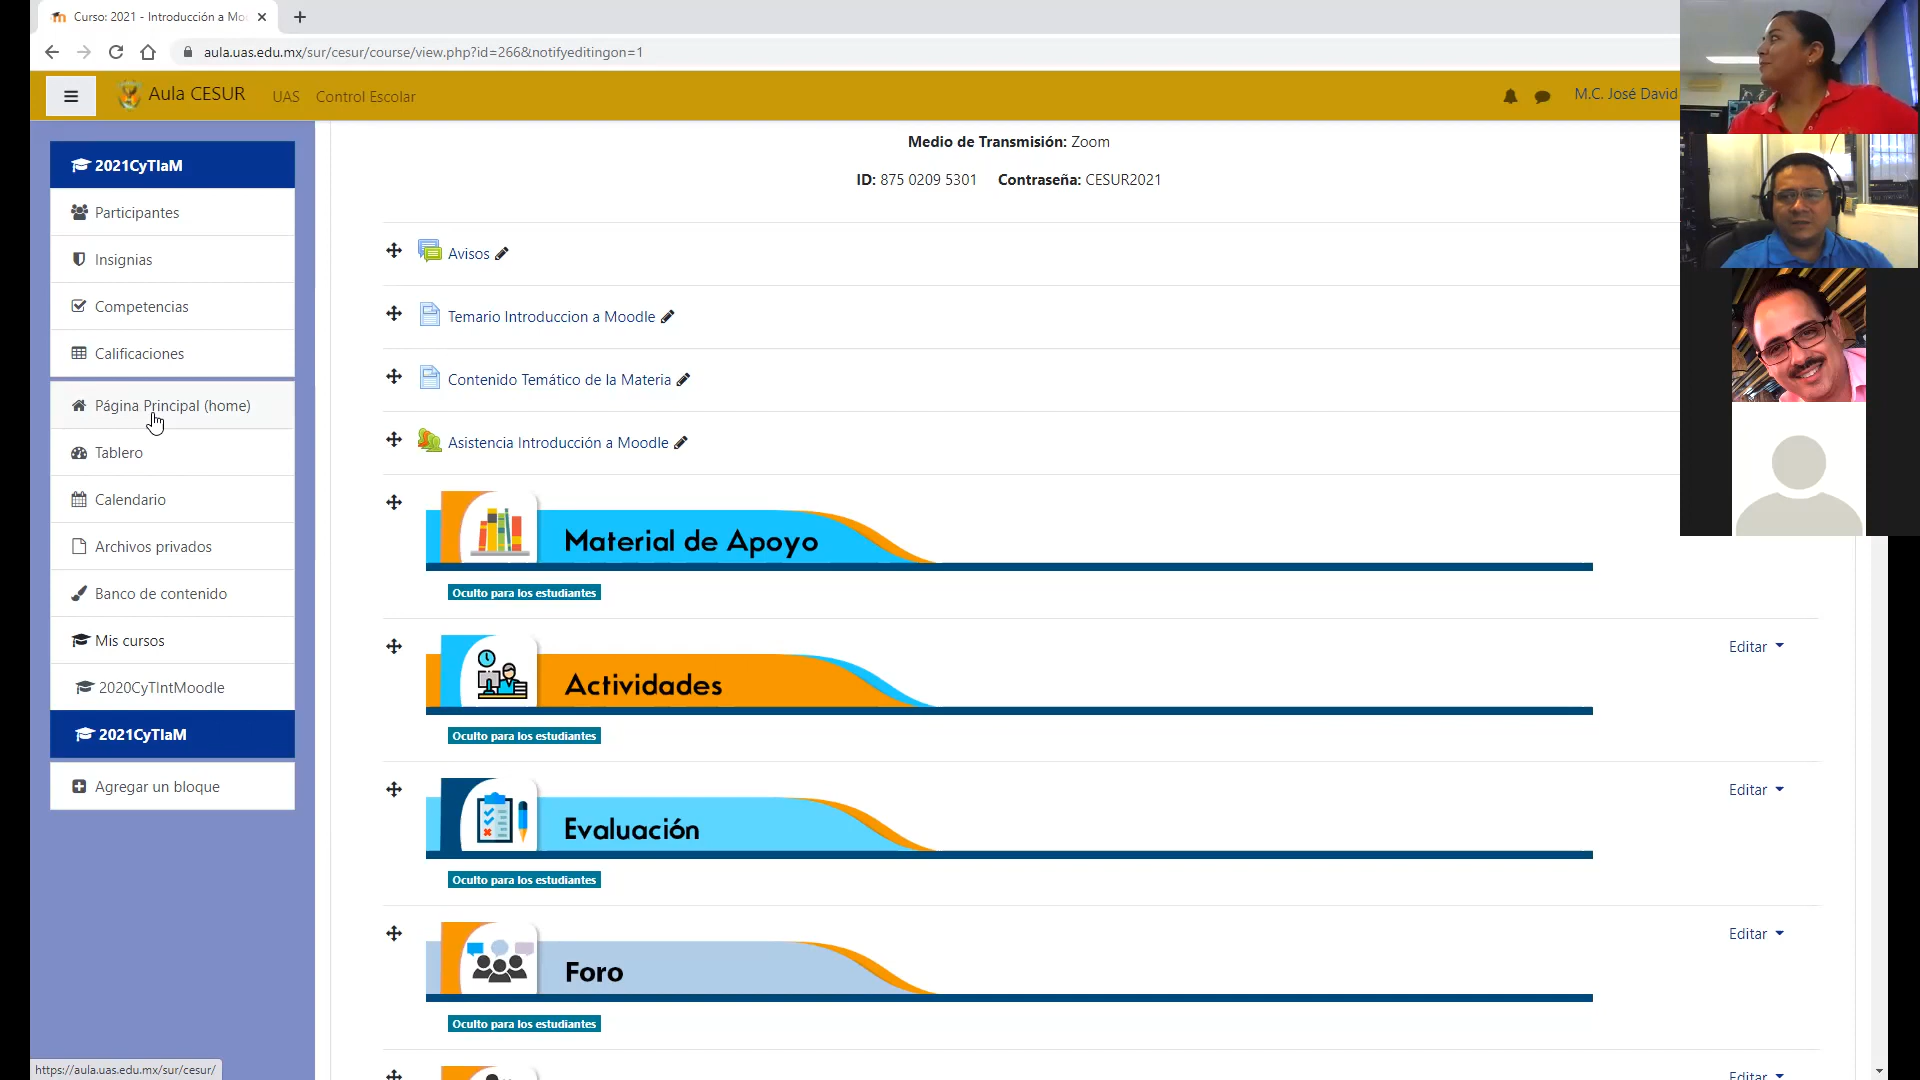 Curso: 2021 - Introducción a Mo
aula.uas.edu.mx/sur/cesur/course/view.php?id=266&notifyeditingon=1
Aula CESUR
UAS
Control Escolar
M.C. José David
2021CyTIaM
Participantes
Insignias
Competencias
Calificaciones
Página Principal (home)
Tablero
Calendario
Archivos privados
Banco de contenido
Mis cursos
2020CyTIntMoodle
2021CyTIaM
Agregar un bloque
Medio de Transmisión: Zoom
ID: 875 0209 5301 Contraseña: CESUR2021
Avisos
Temario Introduccion a Moodle
Contenido Temático de la Materia
Asistencia Introducción a Moodle
Material de Apoyo
Oculto para los estudiantes
Editar
Actividades
Oculto para los estudiantes
Editar
Evaluación
Oculto para los estudiantes
Editar
Foro
Oculto para los estudiantes
Editar
https://aula.uas.edu.mx/sur/cesur/